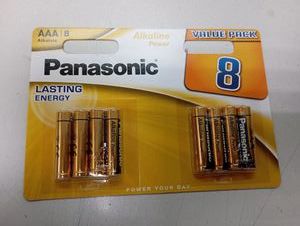 AAA|8
Alkaline
Alkaline
Power
VALUE PACK
Panasonic
8
LASTING
ENERGY
Panasonic
POWER YOUR DAY